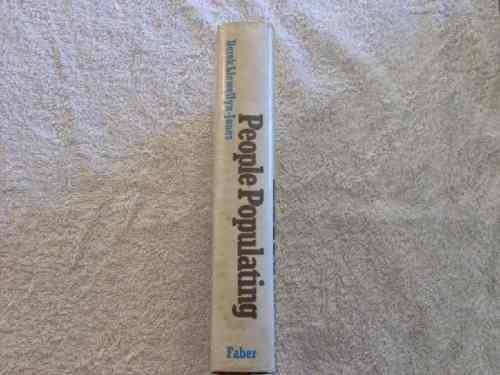 Derek Llewellyn-Jones
People Populating
Faber